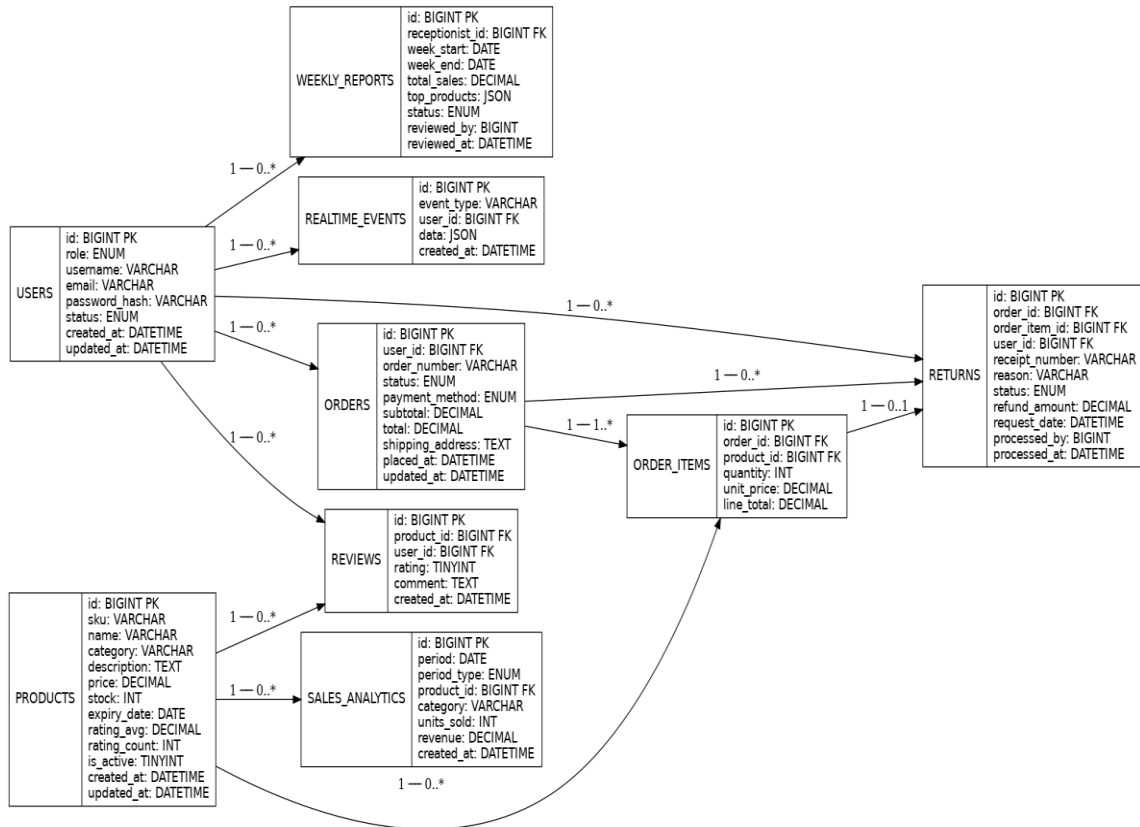 WEEKLY_REPORTS
id: BIGINT PK
receptionist_id: BIGINT FK
week_start: DATE
week_end: DATE
total_sales: DECIMAL
top_products: JSON
status: ENUM
reviewed_by: BIGINT
reviewed_at: DATETIME
1 — 0..*
REALTIME_EVENTS
id: BIGINT PK
event_type: VARCHAR
user_id: BIGINT FK
data: JSON
created_at: DATETIME
1 — 0..*
USERS
id: BIGINT PK
role: ENUM
username: VARCHAR
email: VARCHAR
password_hash: VARCHAR
status: ENUM
created_at: DATETIME
updated_at: DATETIME
1 — 0..*
1 — 0..*
ORDERS
id: BIGINT PK
user_id: BIGINT FK
order_number: VARCHAR
status: ENUM
payment_method: ENUM
subtotal: DECIMAL
total: DECIMAL
shipping_address: TEXT
placed_at: DATETIME
updated_at: DATETIME
1 — 0..*
1 — 1..*
RETURNS
id: BIGINT PK
order_id: BIGINT FK
order_item_id: BIGINT FK
user_id: BIGINT FK
receipt_number: VARCHAR
reason: VARCHAR
status: ENUM
refund_amount: DECIMAL
request_date: DATETIME
processed_by: BIGINT
processed_at: DATETIME
1 — 0..1
ORDER_ITEMS
id: BIGINT PK
order_id: BIGINT FK
product_id: BIGINT FK
quantity: INT
unit_price: DECIMAL
line_total: DECIMAL
1 — 0..*
REVIEWS
id: BIGINT PK
product_id: BIGINT FK
user_id: BIGINT FK
rating: TINYINT
comment: TEXT
created_at: DATETIME
1 — 0..*
PRODUCTS
id: BIGINT PK
sku: VARCHAR
name: VARCHAR
category: VARCHAR
description: TEXT
price: DECIMAL
stock: INT
expiry_date: DATE
rating_avg: DECIMAL
rating_count: INT
is_active: TINYINT
created_at: DATETIME
updated_at: DATETIME
1 — 0..*
SALES_ANALYTICS
id: BIGINT PK
period: DATE
period_type: ENUM
product_id: BIGINT FK
category: VARCHAR
units_sold: INT
revenue: DECIMAL
created_at: DATETIME
1 — 0..*